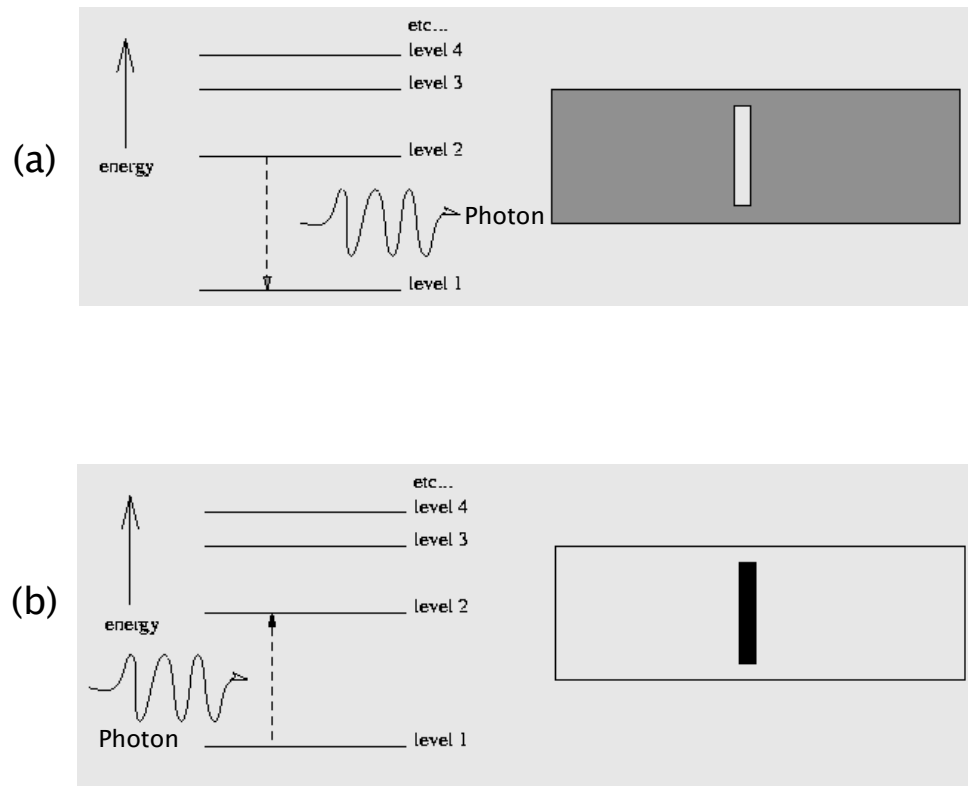 etc...
level 4
level 3
(a)
energy
level 2
Photon
level 1
etc...
level 4
level 3
(b)
level 2
energy
Photon
level 1